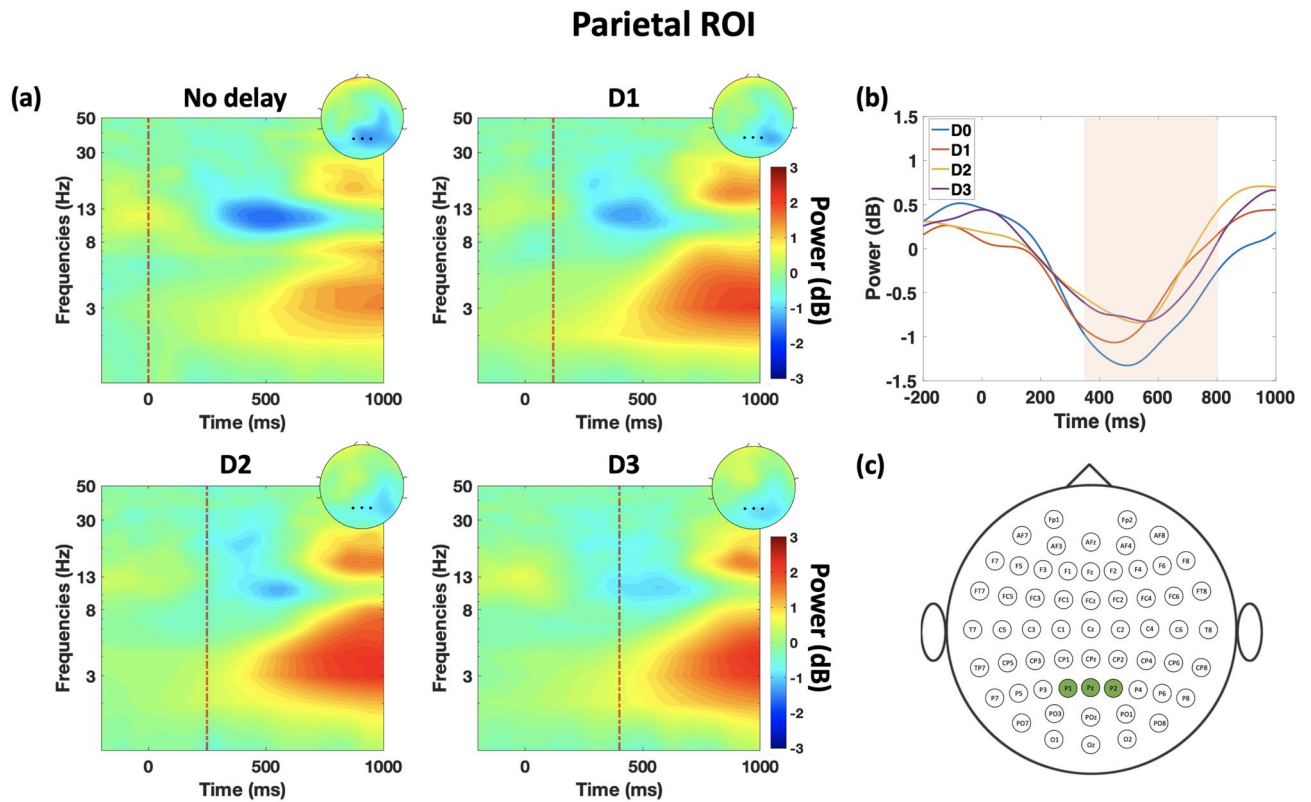 Parietal ROI
(a)
No delay
50
30
13
8
3
Frequencies (Hz)
0
500
1000
Time (ms)
D1
50
30
13
8
3
Frequencies (Hz)
0
500
1000
Time (ms)
3
2
1
0
-1
-2
-3
Power (dB)
D2
50
30
13
8
3
Frequencies (Hz)
0
500
1000
Time (ms)
D3
50
30
13
8
3
Frequencies (Hz)
0
500
1000
Time (ms)
3
2
1
0
-1
-2
-3
Power (dB)
(b)
1.5
1
0.5
0
-0.5
-1
-1.5
Power (dB)
D0
D1
D2
D3
-200
0
200
400
600
800
1000
Time (ms)
(c)
Fp1 Fp2
AF7 AF3 AFz AF4 AF8
F7 F5 F3 F1 Fz F2 F4 F6 F8
FT7 FC5 FC3 FC1 FCz FC2 FC4 FC6 FT8
T7 C5 C3 C1 Cz C2 C4 C6 T8
TP7 CP5 CP3 CP1 CPz CP2 CP4 CP6 CP8
P7 P5 P3 P1 Pz P2 P4 P6 P8
PO7 PO3 POz PO1 PO8
O1 Oz O2